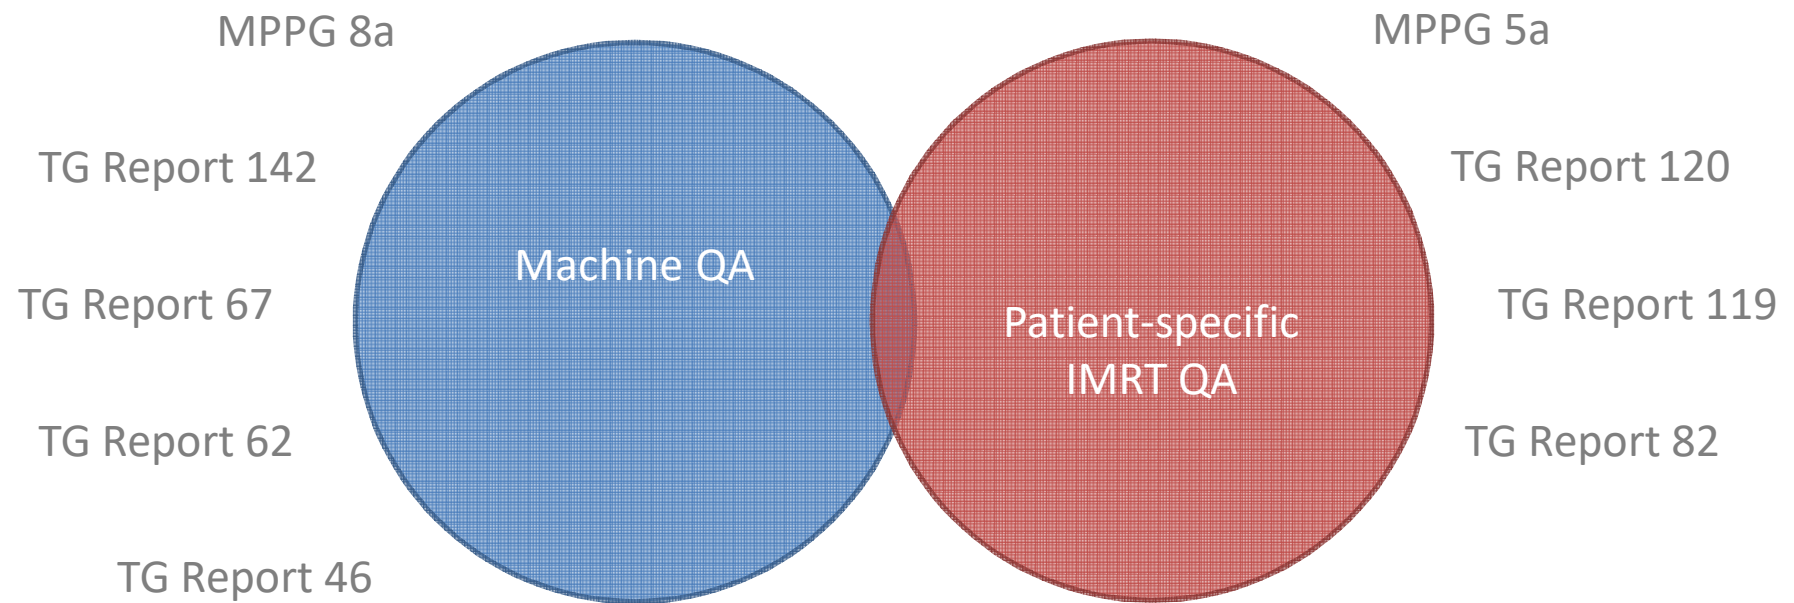 MPPG 8a
MPPG 5a
TG Report 142
TG Report 120
Machine QA
TG Report 67
Patient-specific
IMRT QA
TG Report 119
TG Report 62
TG Report 82
TG Report 46